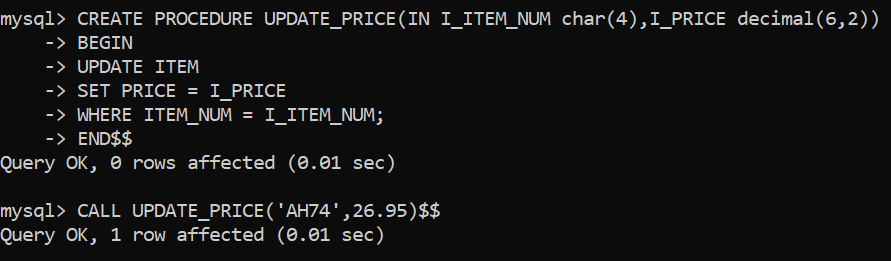 mysql> CREATE PROCEDURE UPDATE_PRICE(IN I_ITEM_NUM char(4),I_PRICE decimal(6,2))
    -> BEGIN
    -> UPDATE ITEM
    -> SET PRICE = I_PRICE
    -> WHERE ITEM_NUM = I_ITEM_NUM;
    -> END$$
Query OK, 0 rows affected (0.01 sec)
mysql> CALL UPDATE_PRICE('AH74',26.95)$$
Query OK, 1 row affected (0.01 sec)